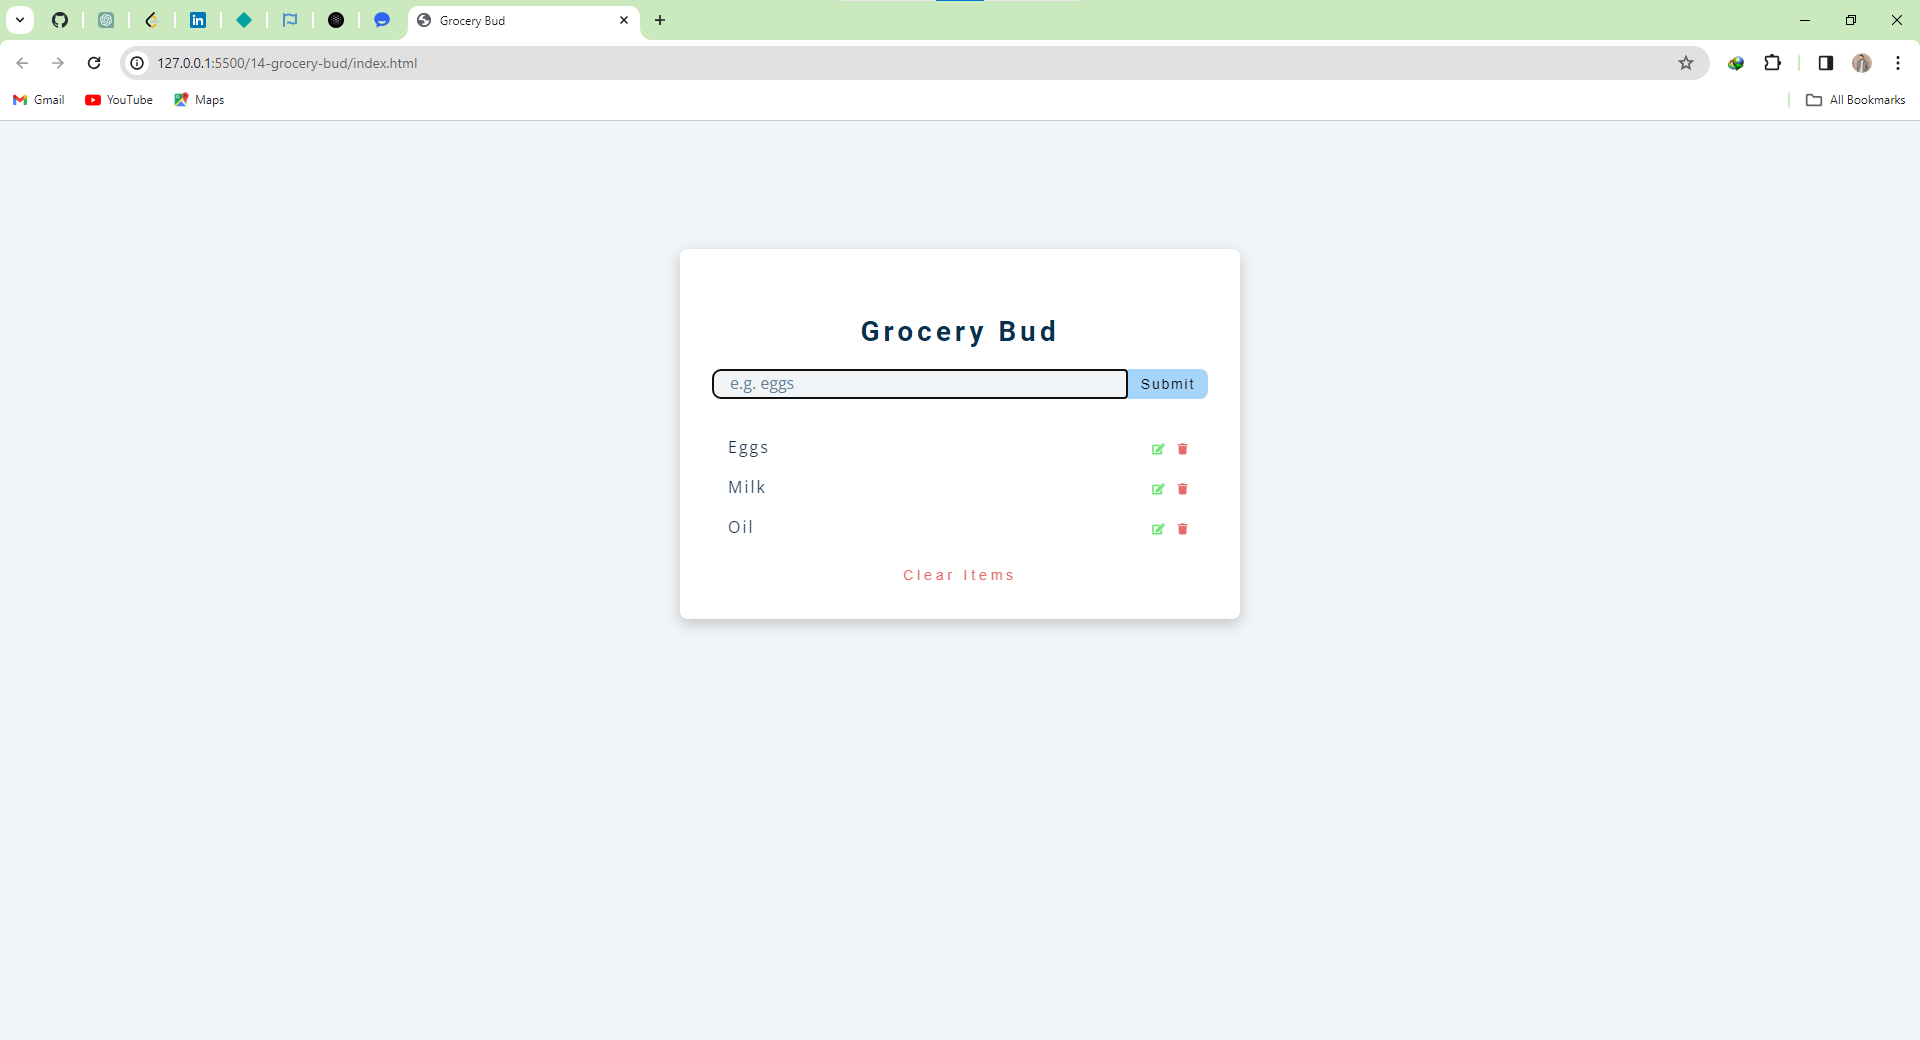 Grocery Bud
127.0.0.1:5500/14-grocery-bud/index.html
Gmail YouTube Maps All Bookmarks
Grocery Bud
e.g. eggs Submit
Eggs
Milk
Oil
Clear Items